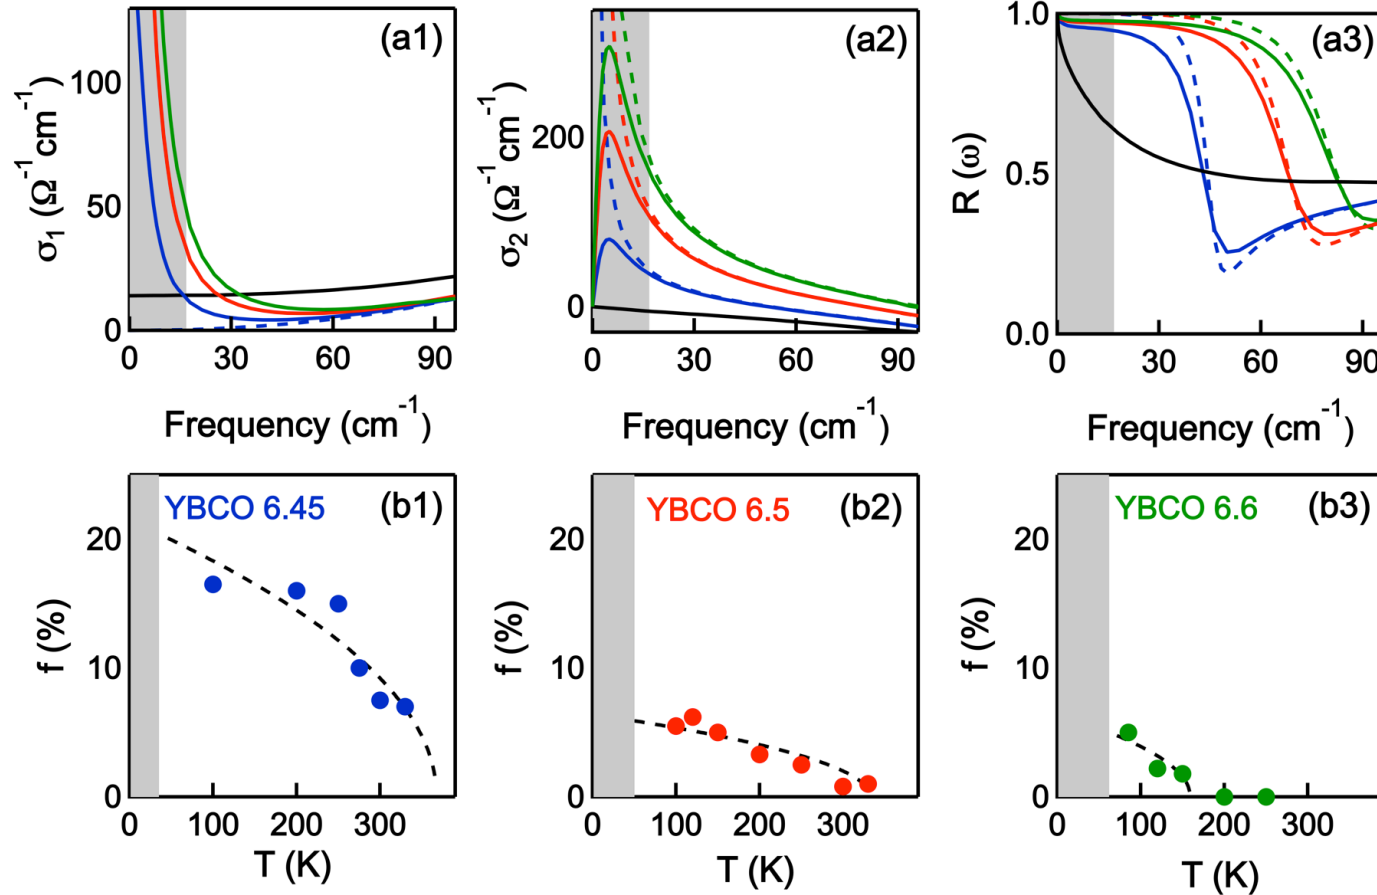 (a1)
100
50
0
σ₁ (Ω⁻¹ cm⁻¹)
0 30 60 90
Frequency (cm⁻¹)
(a2)
200
0
σ₂ (Ω⁻¹ cm⁻¹)
0 30 60 90
Frequency (cm⁻¹)
(a3)
1.0
0.5
0.0
R (ω)
0 30 60 90
Frequency (cm⁻¹)
YBCO 6.45 (b1)
20
10
0
f (%)
0 100 200 300
T (K)
YBCO 6.5 (b2)
20
10
0
f (%)
0 100 200 300
T (K)
YBCO 6.6 (b3)
20
10
0
f (%)
0 100 200 300
T (K)